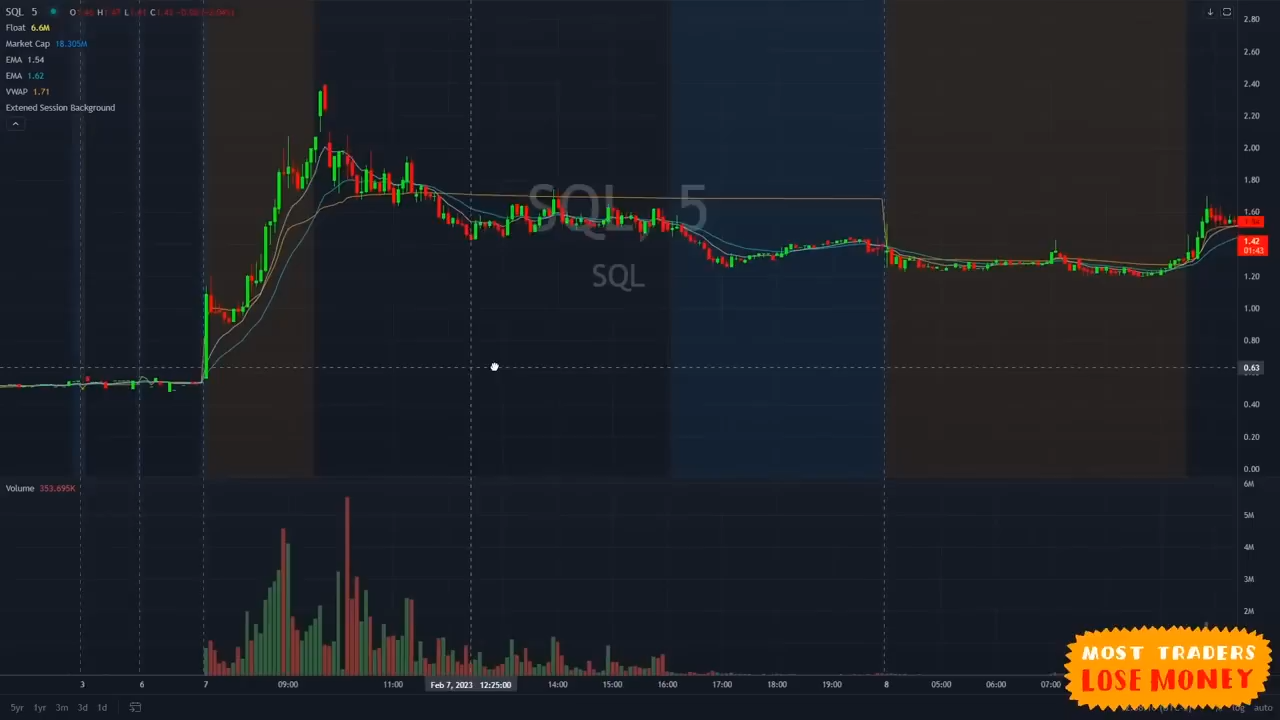 SQL 5 O H L C
Float 6.6M
Market Cap 18.305M
EMA 1.54
EMA 1.62
VWAP 1.71
Extened Session Background
SQL, 5
SQL
2.80
2.60
2.40
2.20
2.00
1.80
1.60
1.42
01:43
1.20
1.00
0.80
0.63
0.40
0.20
0.00
Volume 353.695K
6M
5M
4M
3M
2M
MOST TRADERS
LOSE MONEY
3 6 7 09:00 11:00 Feb 7, 2023 12:25:00 14:00 15:00 16:00 17:00 18:00 19:00 8 05:00 06:00 07:00
5yr 1yr 3m 3d 1d log auto